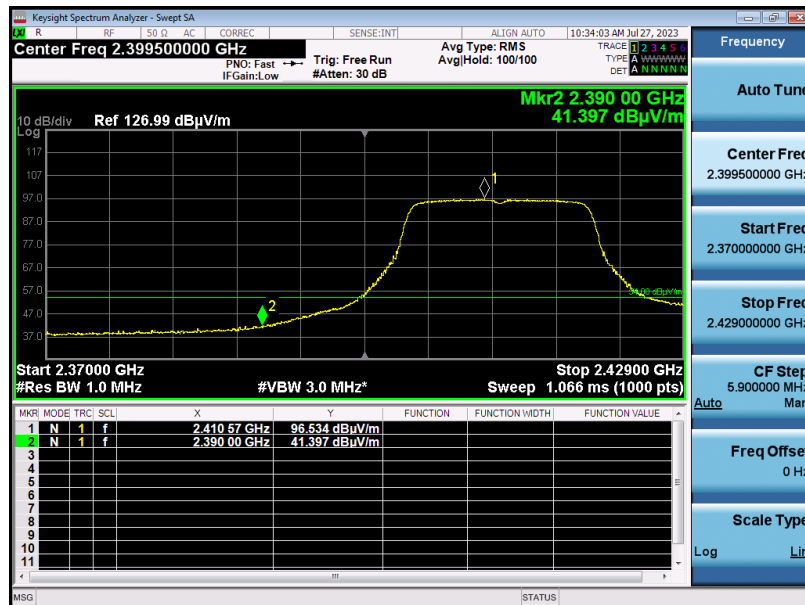 Keysight Spectrum Analyzer - Swept SA
LXI R RF 50 Ω AC CORREC SENSE:INT ALIGN AUTO 10:34:03 AM Jul 27, 2023
Center Freq 2.399500000 GHz
PNO: Fast
IFGain:Low
Trig: Free Run
#Atten: 30 dB
Avg Type: RMS
Avg|Hold: 100/100
TRACE 1 2 3 4 5 6
TYPE A W W W W W
DET A N N N N N
Mkr2 2.390 00 GHz
41.397 dBµV/m
10 dB/div Ref 126.99 dBµV/m
Log
117
107
97.0
87.0
77.0
67.0
57.0
47.0
37.0
1
2
Start 2.37000 GHz Stop 2.42900 GHz
#Res BW 1.0 MHz #VBW 3.0 MHz* Sweep 1.066 ms (1000 pts)
MKR MODE TRC SCL X Y FUNCTION FUNCTION WIDTH FUNCTION VALUE
1 N 1 f 2.410 57 GHz 96.534 dBµV/m
2 N 1 f 2.390 00 GHz 41.397 dBµV/m
3
4
5
6
7
8
9
10
11
MSG STATUS
Frequency
Auto Tune
Center Freq
2.399500000 GHz
Start Freq
2.370000000 GHz
Stop Freq
2.429000000 GHz
CF Step
5.900000 MHz
Auto Man
Freq Offset
0 Hz
Scale Type
Log Lin